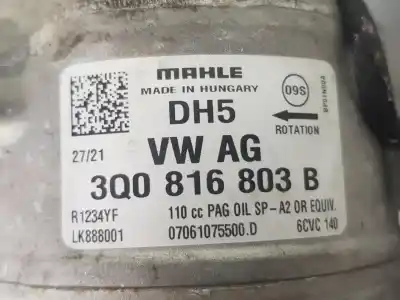 MAHLE
MADE IN HUNGARY
09S
DH5
ROTATION
27/21
VW AG
3Q0 816 803 B
R1234YF
110 cc PAG OIL SP-A2 OR EQUIV.
LK888001
07061075500.D
6CVC 140